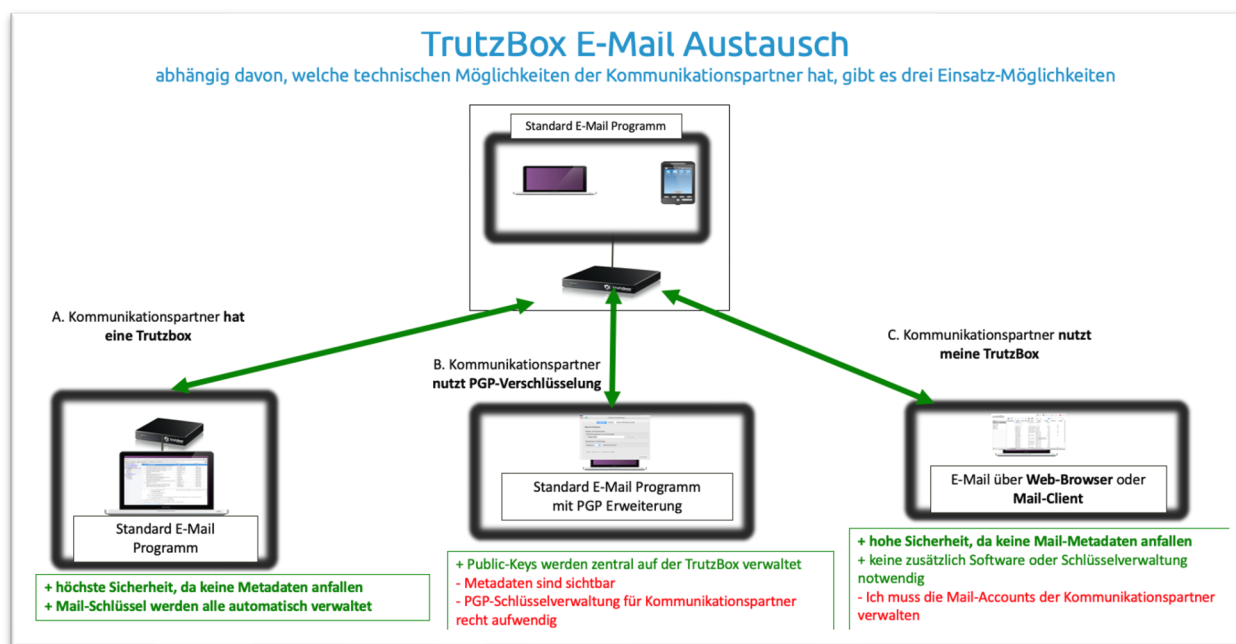 TrutzBox E-Mail Austausch
abhängig davon, welche technischen Möglichkeiten der Kommunikationspartner hat, gibt es drei Einsatz-Möglichkeiten
Standard E-Mail Programm
A. Kommunikationspartner hat
eine Trutzbox
B. Kommunikationspartner
nutzt PGP-Verschlüsselung
C. Kommunikationspartner nutzt
meine TrutzBox
Standard E-Mail
Programm
Standard E-Mail Programm
mit PGP Erweiterung
E-Mail über Web-Browser oder
Mail-Client
+ höchste Sicherheit, da keine Metadaten anfallen
+ Mail-Schlüssel werden alle automatisch verwaltet
+ Public-Keys werden zentral auf der TrutzBox verwaltet
- Metadaten sind sichtbar
- PGP-Schlüsselverwaltung für Kommunikationspartner
recht aufwendig
+ hohe Sicherheit, da keine Mail-Metadaten anfallen
+ keine zusätzlich Software oder Schlüsselverwaltung
notwendig
- Ich muss die Mail-Accounts der Kommunikationspartner
verwalten